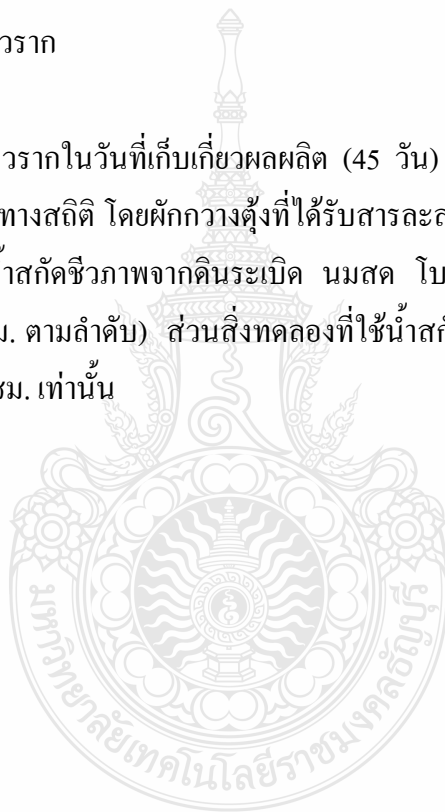 วราก
วรากในวันที่เก็บเกี่ยวผลผลิต (45 วัน)
ทางสถิติ โดยผักกวางตุ้งที่ได้รับสารละล
้ำสกัดชีวภาพจากดินระเบิด นมสด โบ
ม. ตามลำดับ) ส่วนสิ่งทดลองที่ใช้น้ำสก
ซม. เท่านั้น
มหาวิทยาลัยเทคโนโลยีราชมงคลธัญบุรี